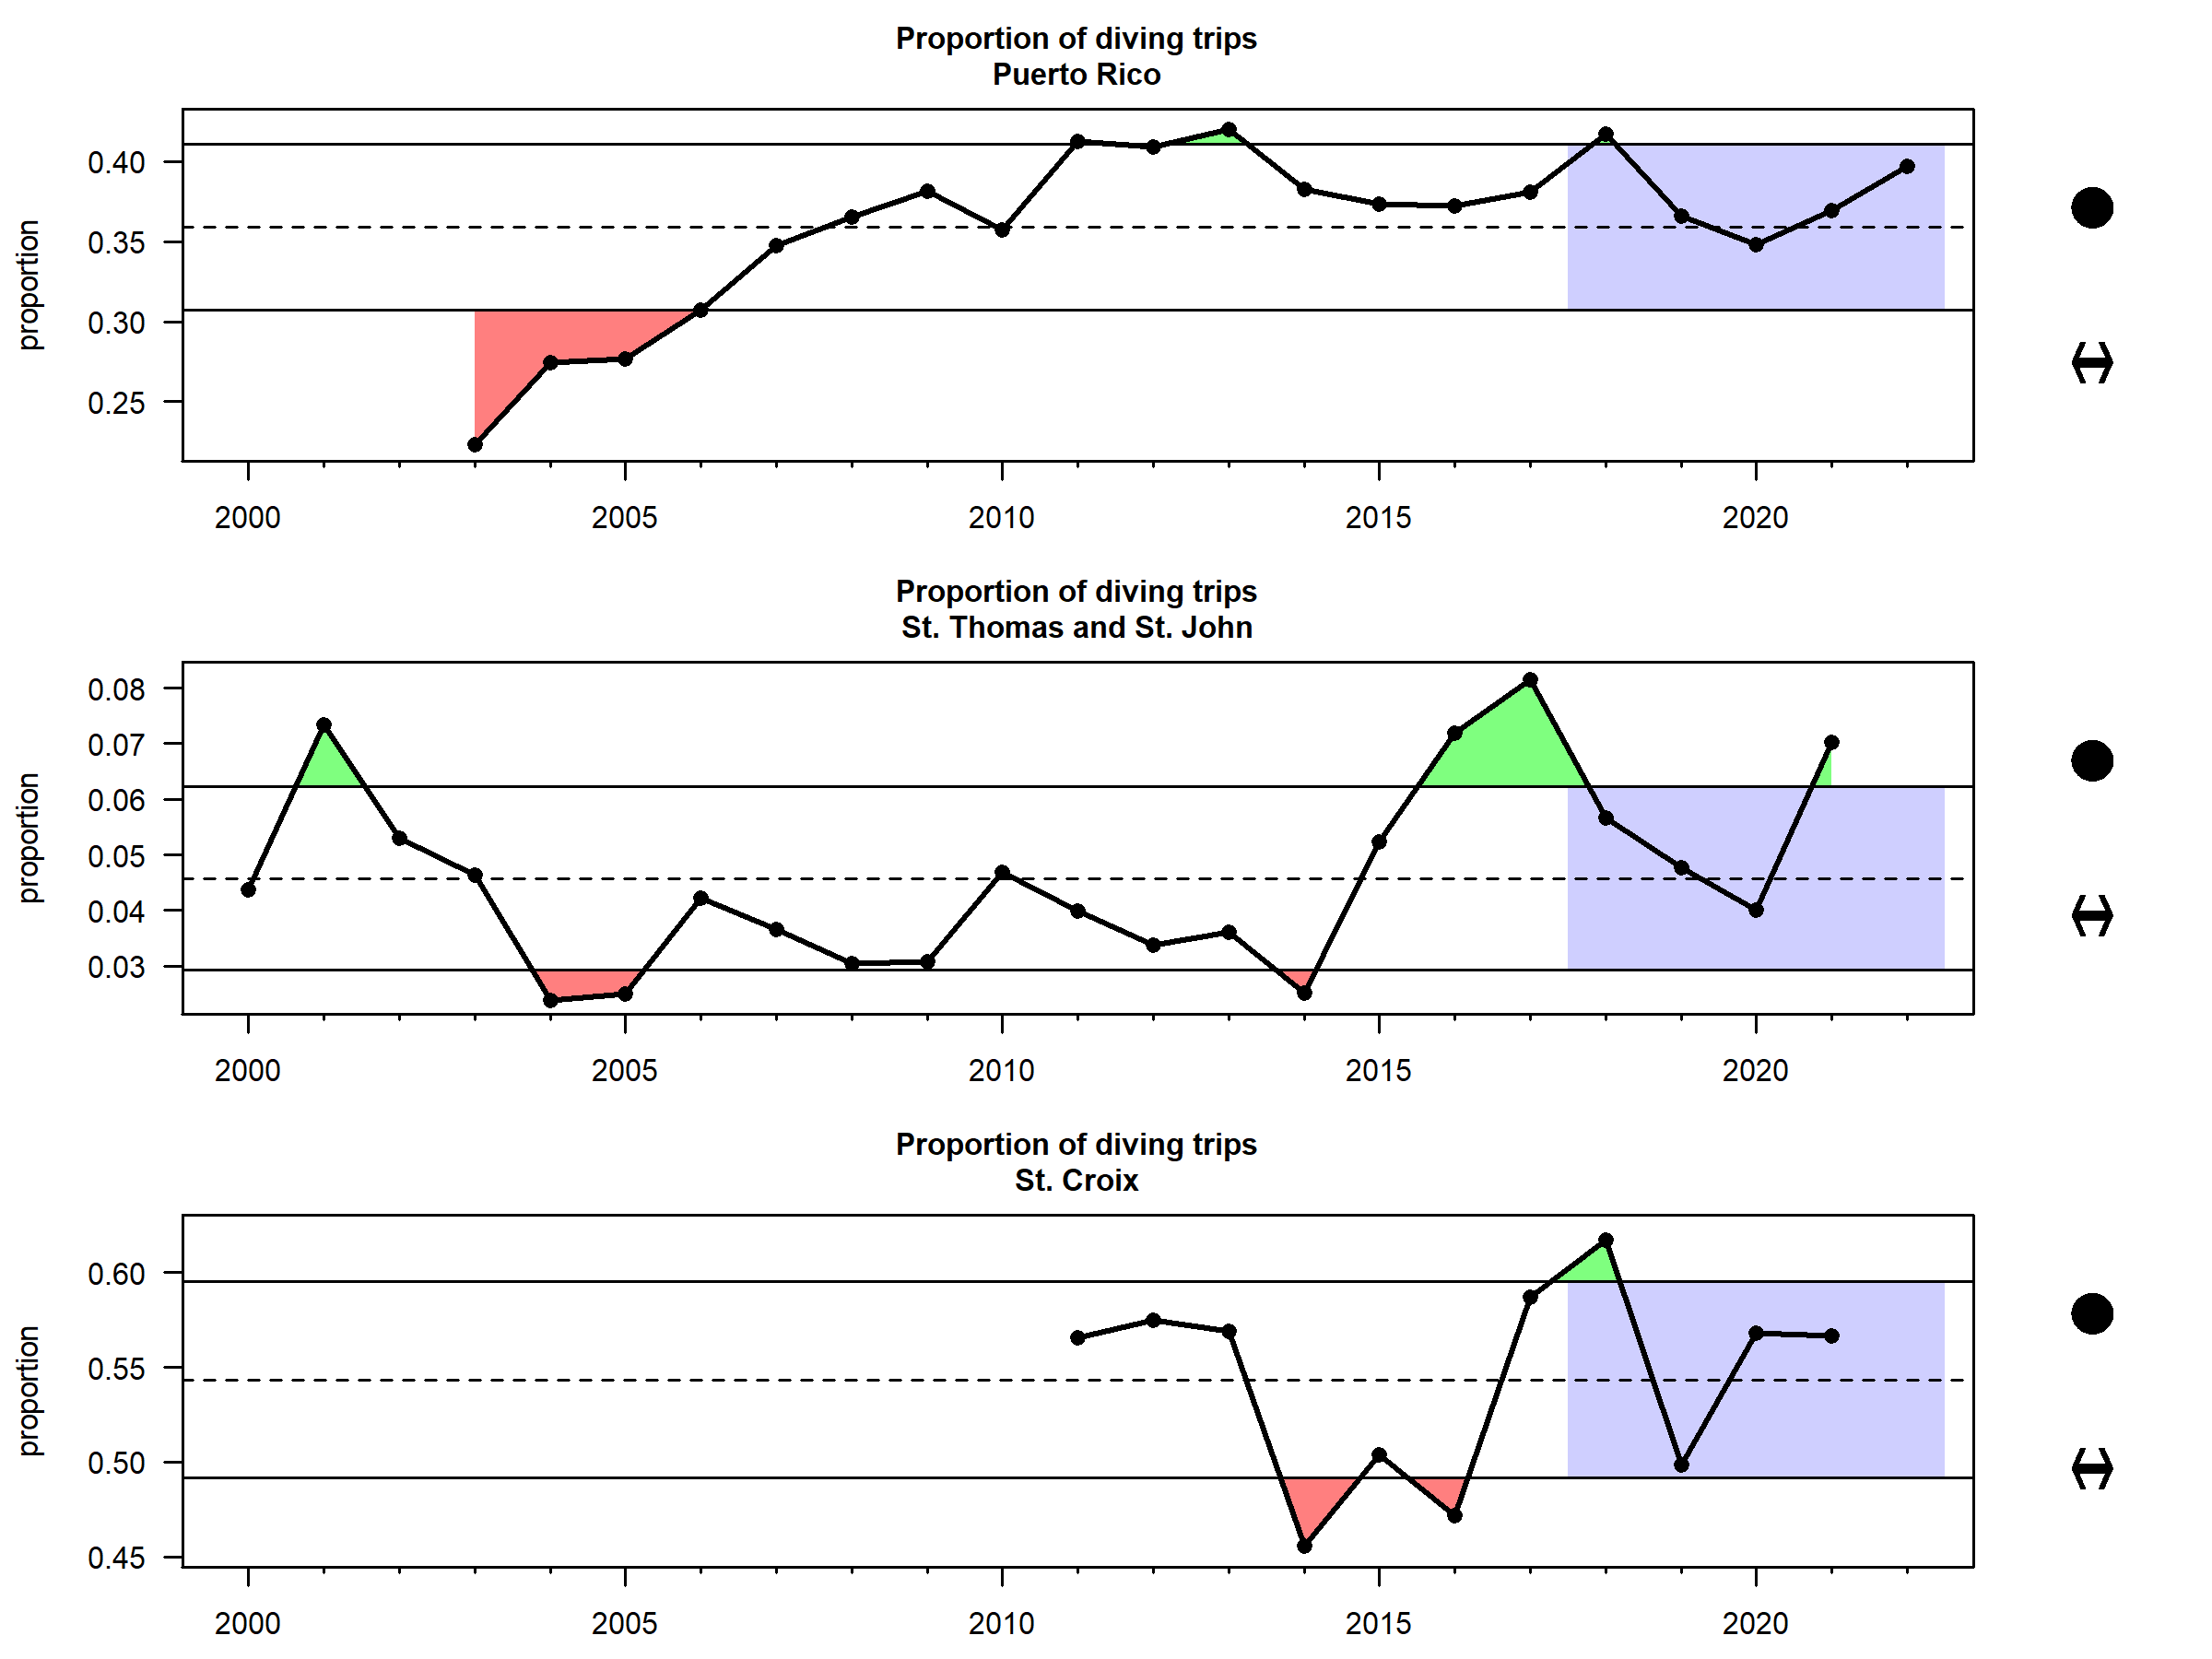 Proportion of diving trips
Puerto Rico
proportion
0.40
0.35
0.30
0.25
2000 2005 2010 2015 2020
Proportion of diving trips
St. Thomas and St. John
proportion
0.08
0.07
0.06
0.05
0.04
0.03
2000 2005 2010 2015 2020
Proportion of diving trips
St. Croix
proportion
0.60
0.55
0.50
0.45
2000 2005 2010 2015 2020